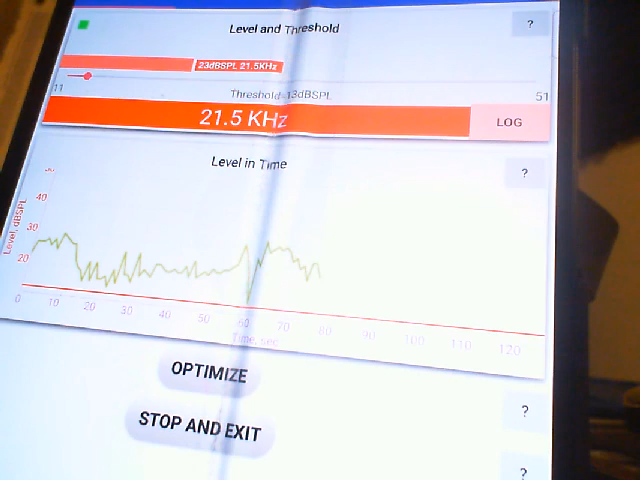 Level and Threshold
?
23dBSPL 21.5KHz
11
Threshold 13dBSPL
51
21.5 KHz
LOG
Level in Time
?
Level, dBSPL
40
30
20
0 10 20 30 40 50 60 70 80 90 100 110 120
Time, sec
OPTIMIZE
?
STOP AND EXIT
?